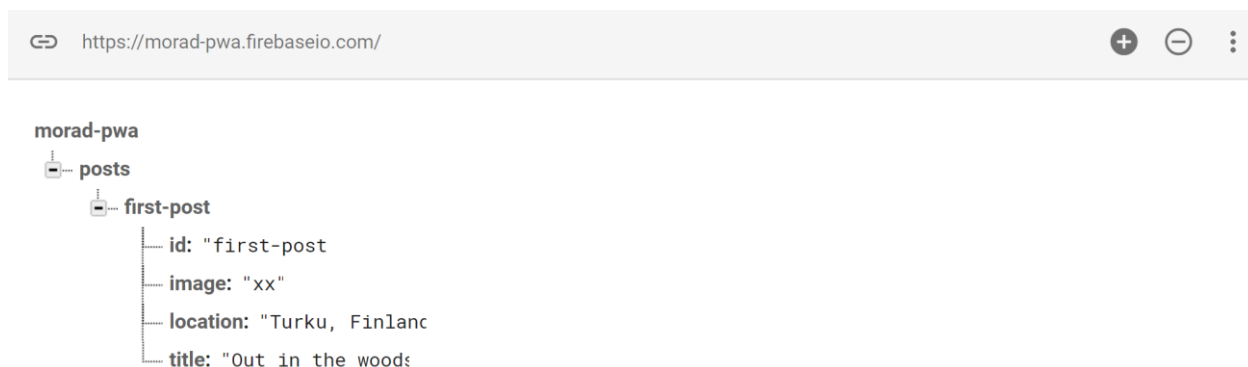 https://morad-pwa.firebaseio.com/
morad-pwa
posts
first-post
id: "first-post
image: "xx"
location: "Turku, Finland
title: "Out in the woods